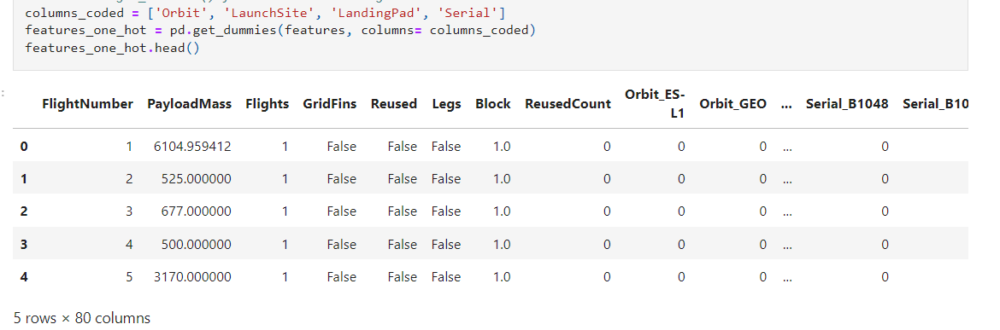 columns_coded = ['Orbit', 'LaunchSite', 'LandingPad', 'Serial']
features_one_hot = pd.get_dummies(features, columns= columns_coded)
features_one_hot.head()
:
FlightNumber PayloadMass Flights GridFins Reused Legs Block ReusedCount Orbit_ES-L1 Orbit_GEO ... Serial_B1048 Serial_B10
0 1 6104.959412 1 False False False 1.0 0 0 0 ... 0
1 2 525.000000 1 False False False 1.0 0 0 0 ... 0
2 3 677.000000 1 False False False 1.0 0 0 0 ... 0
3 4 500.000000 1 False False False 1.0 0 0 0 ... 0
4 5 3170.000000 1 False False False 1.0 0 0 0 ... 0
5 rows × 80 columns